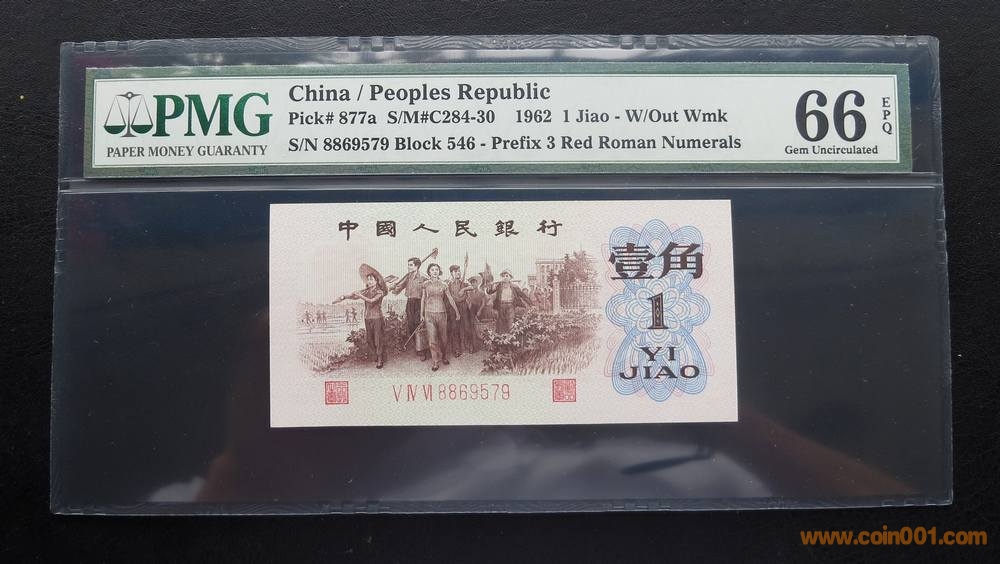 PMG
PAPER MONEY GUARANTY
China / Peoples Republic
Pick# 877a S/M#C284-30 1962 1 Jiao - W/Out Wmk
S/N 8869579 Block 546 - Prefix 3 Red Roman Numerals
66
EPQ
Gem Uncirculated
中國人民銀行
壹角
1
YI
JIAO
V IV VI 8869579
www.coin001.com